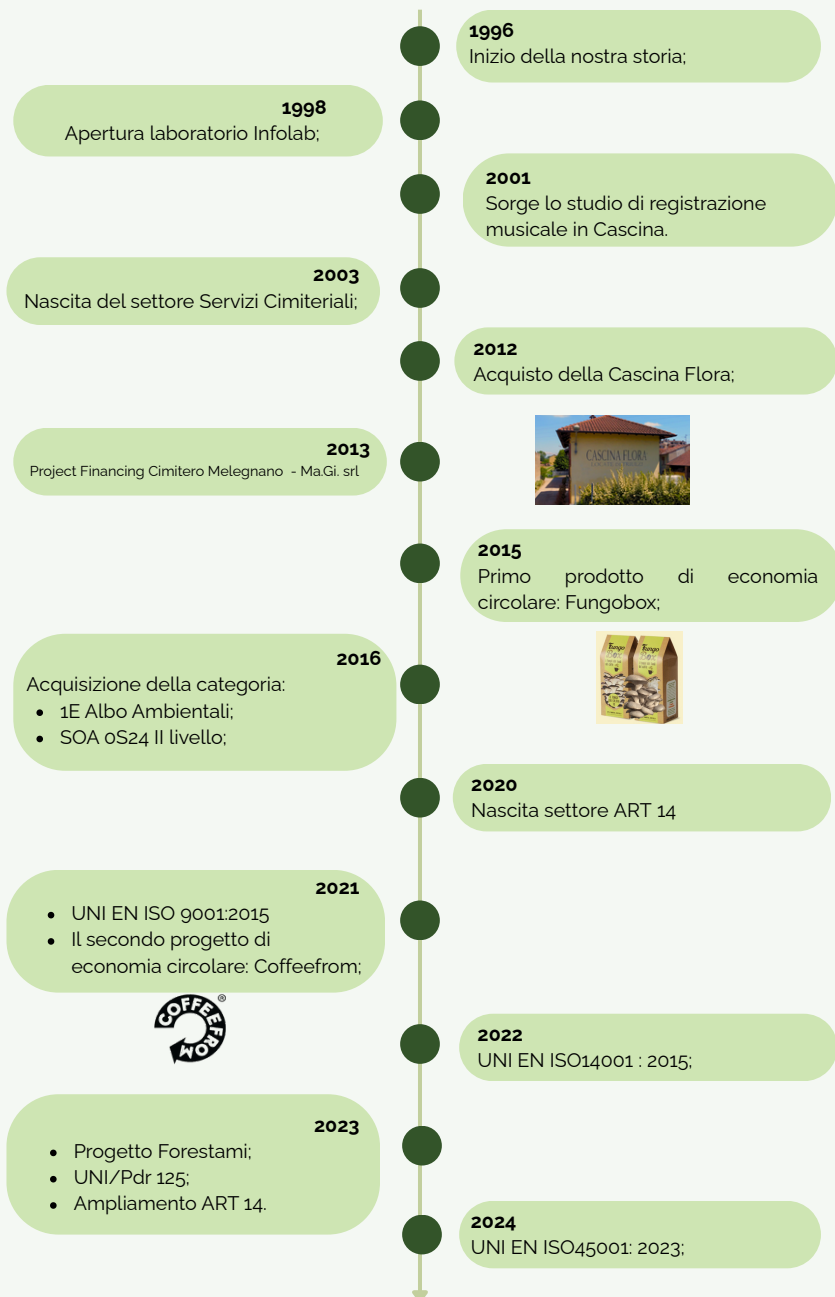 1996
Inizio della nostra storia;
1998
Apertura laboratorio Infolab;
2001
Sorge lo studio di registrazione
musicale in Cascina.
2003
Nascita del settore Servizi Cimiteriali;
2012
Acquisto della Cascina Flora;
CASCINA FLORA
2013
Project Financing Cimitero Melegnano - Ma.Gi. srl
2015
Primo prodotto di economia
circolare: Fungobox;
Fungo
Fungo
2016
Acquisizione della categoria:
• 1E Albo Ambientali;
• SOA 0S24 II livello;
2020
Nascita settore ART 14
2021
• UNI EN ISO 9001:2015
• Il secondo progetto di
economia circolare: Coffeefrom;
COFFEEFROM®
2022
UNI EN ISO14001 : 2015;
2023
• Progetto Forestami;
• UNI/Pdr 125;
• Ampliamento ART 14.
2024
UNI EN ISO45001: 2023;